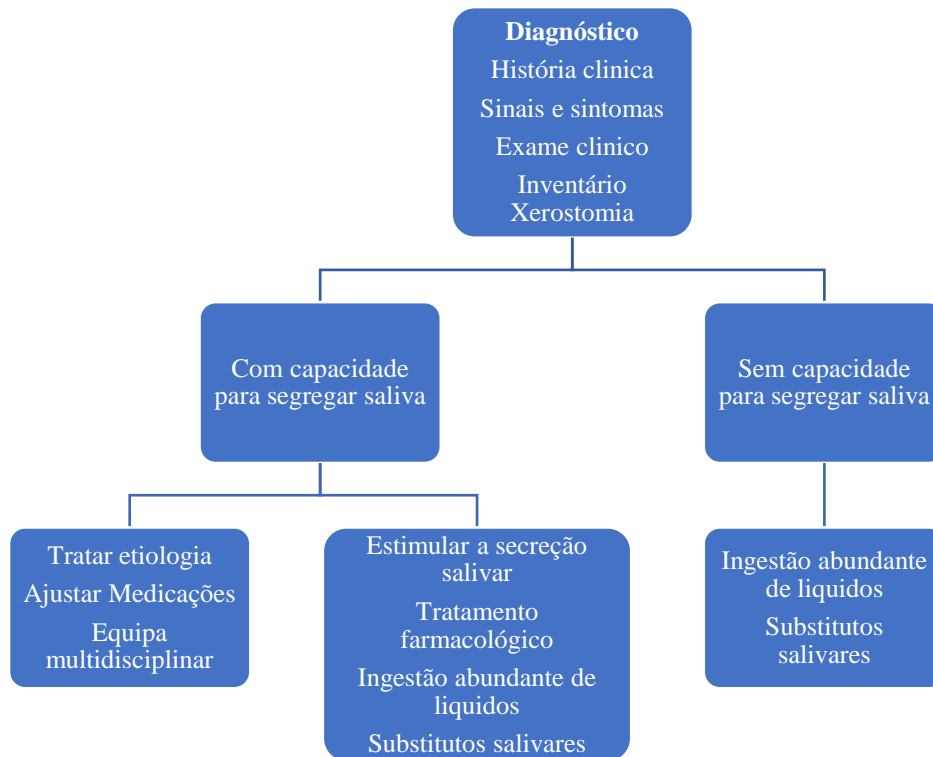 Diagnóstico
História clinica
Sinais e sintomas
Exame clinico
Inventário
Xerostomia
Com capacidade
para segregar saliva
Sem capacidade
para segregar saliva
Tratar etiologia
Ajustar Medicações
Equipa
multidisciplinar
Estimular a secreção
salivar
Tratamento
farmacológico
Ingestão abundante de
liquidos
Substitutos salivares
Ingestão abundante
de liquidos
Substitutos
salivares